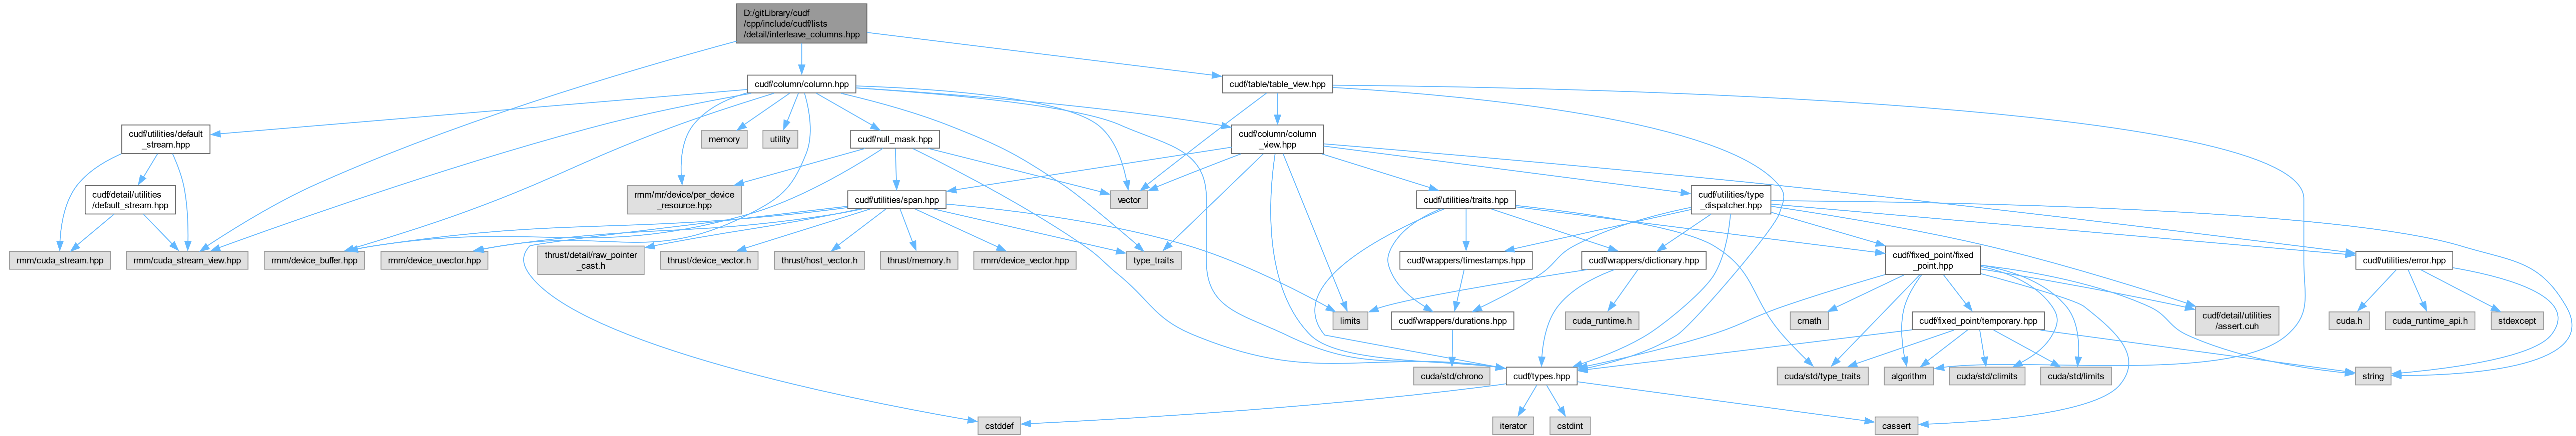 D:/gitLibrary/cudf
/cpp/include/cudf/lists
/detail/interleave_columns.hpp
cudf/column/column.hpp
cudf/table/table_view.hpp
cudf/utilities/default
_stream.hpp
memory
utility
cudf/null_mask.hpp
cudf/column/column
_view.hpp
cudf/detail/utilities
/default_stream.hpp
rmm/mr/device/per_device
_resource.hpp
cudf/utilities/span.hpp
vector
cudf/utilities/traits.hpp
cudf/utilities/type
_dispatcher.hpp
rmm/cuda_stream.hpp
rmm/cuda_stream_view.hpp
rmm/device_buffer.hpp
rmm/device_uvector.hpp
thrust/detail/raw_pointer
_cast.h
thrust/device_vector.h
thrust/host_vector.h
thrust/memory.h
rmm/device_vector.hpp
type_traits
cudf/wrappers/timestamps.hpp
cudf/wrappers/dictionary.hpp
cudf/fixed_point/fixed
_point.hpp
cudf/utilities/error.hpp
limits
cudf/wrappers/durations.hpp
cuda_runtime.h
cmath
cudf/fixed_point/temporary.hpp
cudf/detail/utilities
/assert.cuh
cuda.h
cuda_runtime_api.h
stdexcept
cuda/std/chrono
cudf/types.hpp
cuda/std/type_traits
algorithm
cuda/std/climits
cuda/std/limits
string
cstddef
iterator
cstdint
cassert